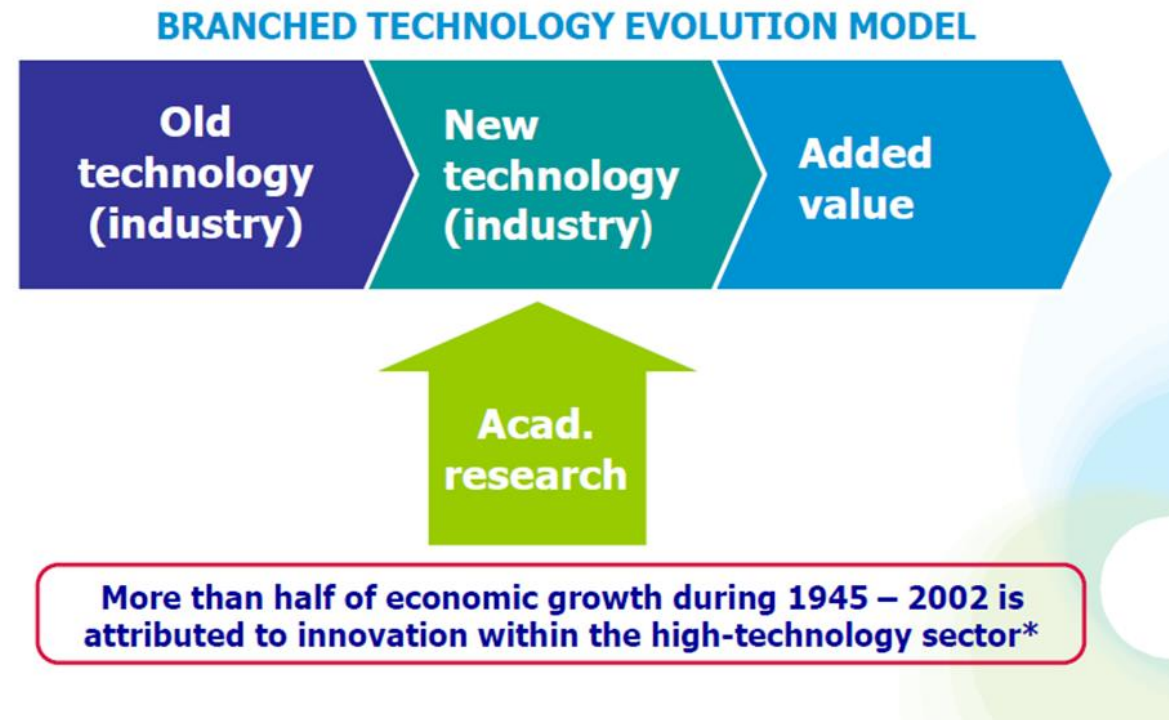 BRANCHED TECHNOLOGY EVOLUTION MODEL
Old
technology
(industry)
New
technology
(industry)
Added
value
Acad.
research
More than half of economic growth during 1945 – 2002 is
attributed to innovation within the high-technology sector*